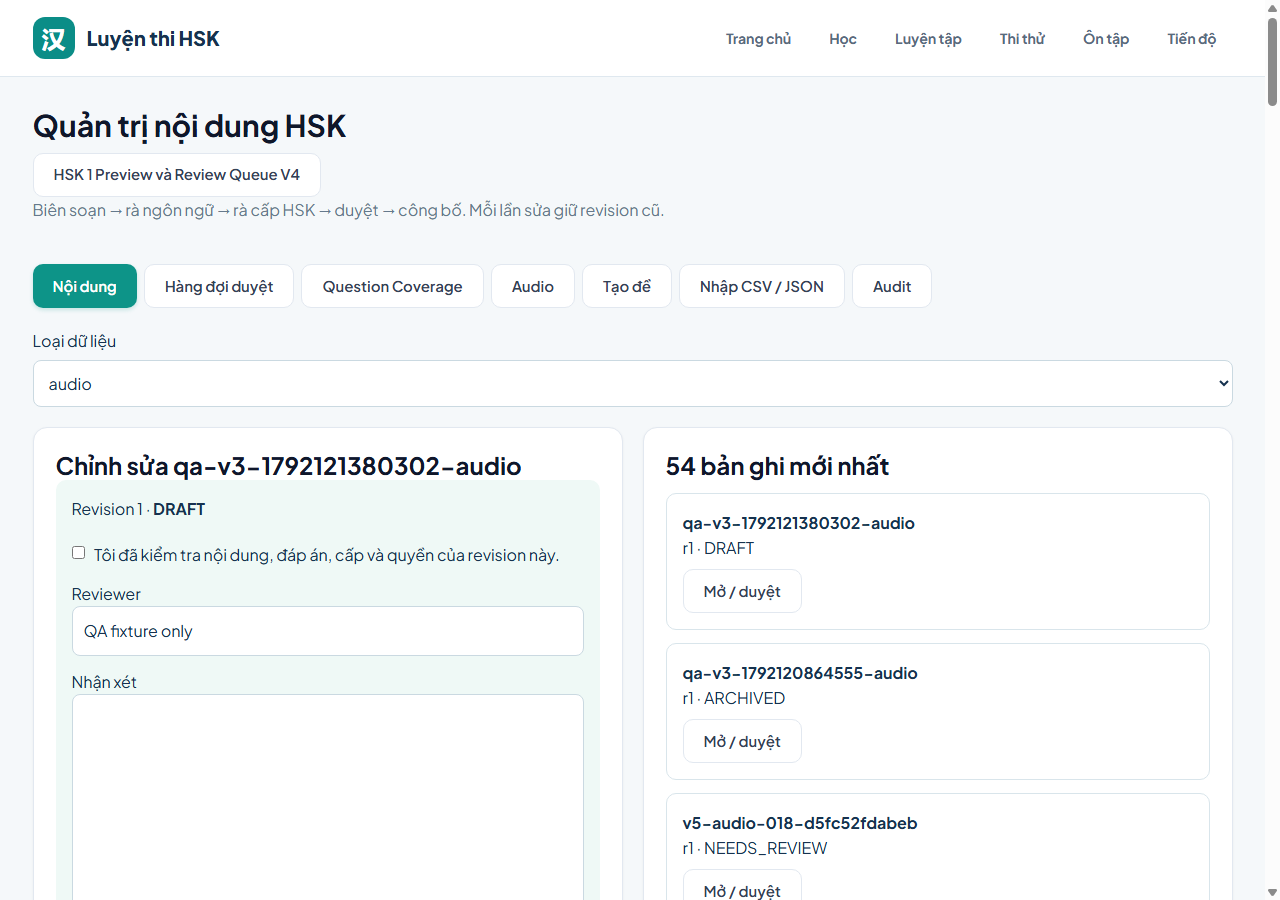 汉
Luyện thi HSK
Trang chủ
Học
Luyện tập
Thi thử
Ôn tập
Tiến độ
Quản trị nội dung HSK
HSK 1 Preview và Review Queue V4
Biên soạn → rà ngôn ngữ → rà cấp HSK → duyệt → công bố. Mỗi lần sửa giữ revision cũ.
Nội dung
Hàng đợi duyệt
Question Coverage
Audio
Tạo đề
Nhập CSV / JSON
Audit
Loại dữ liệu
audio
Chỉnh sửa qa-v3-1792121380302-audio
Revision 1 · DRAFT
Tôi đã kiểm tra nội dung, đáp án, cấp và quyền của revision này.
Reviewer
QA fixture only
Nhận xét
54 bản ghi mới nhất
qa-v3-1792121380302-audio
r1 · DRAFT
Mở / duyệt
qa-v3-1792120864555-audio
r1 · ARCHIVED
Mở / duyệt
v5-audio-018-d5fc52fdabeb
r1 · NEEDS_REVIEW
Mở / duyệt